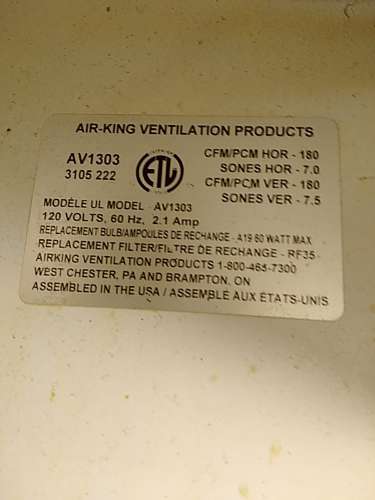 AIR-KING VENTILATION PRODUCTS
AV1303
3105 222
ETL
CFM/PCM HOR - 180
SONES HOR - 7.0
CFM/PCM VER - 180
SONES VER - 7.5
MODÈLE UL MODEL - AV1303
120 VOLTS, 60 Hz, 2.1 Amp
REPLACEMENT BULB/AMPOULES DE RECHANGE - A19 60 WATT MAX
REPLACEMENT FILTER/FILTRE DE RECHANGE - RF35
AIRKING VENTILATION PRODUCTS 1-800-465-7300
WEST CHESTER, PA AND BRAMPTON, ON
ASSEMBLED IN THE USA / ASSEMBLÉ AUX ÉTATS-UNIS